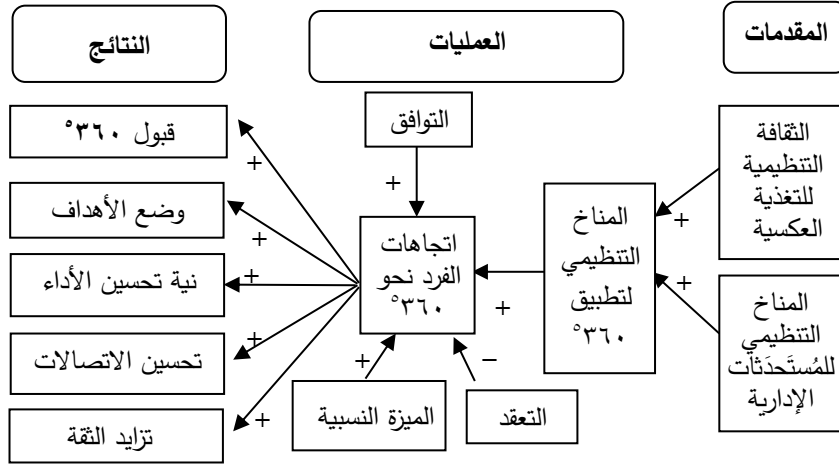 المقدمات
العمليات
النتائج
الثقافة
التنظيمية
للتغذية
العكسية
المناخ
التنظيمي
للمُستَحدَثات
الإدارية
+
+
المناخ
التنظيمي
لتطبيق
٣٦٠°
+
التوافق
+
اتجاهات
الفرد نحو
٣٦٠°
+
−
الميزة النسبية
التعقد
قبول ٣٦٠°
+
وضع الأهداف
+
نية تحسين الأداء
+
تحسين الاتصالات
+
تزايد الثقة
+